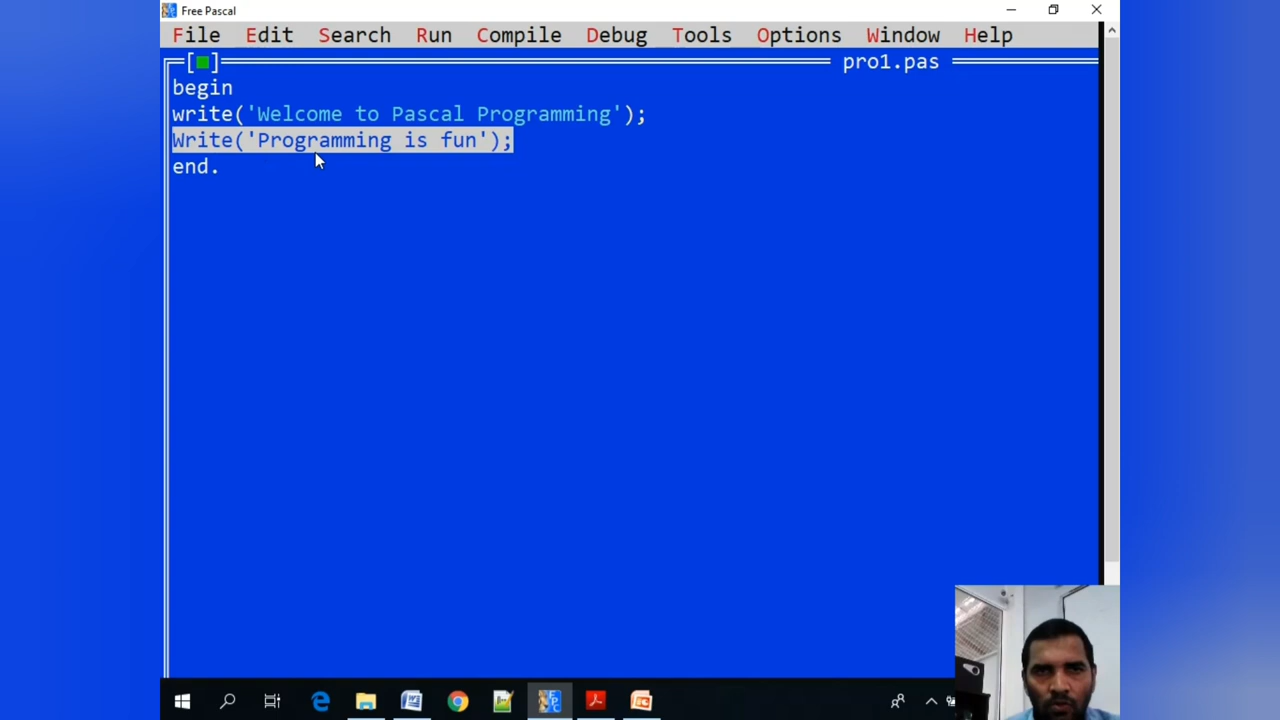 Free Pascal
File Edit Search Run Compile Debug Tools Options Window Help
pro1.pas
begin
write('Welcome to Pascal Programming');
Write('Programming is fun');
end.